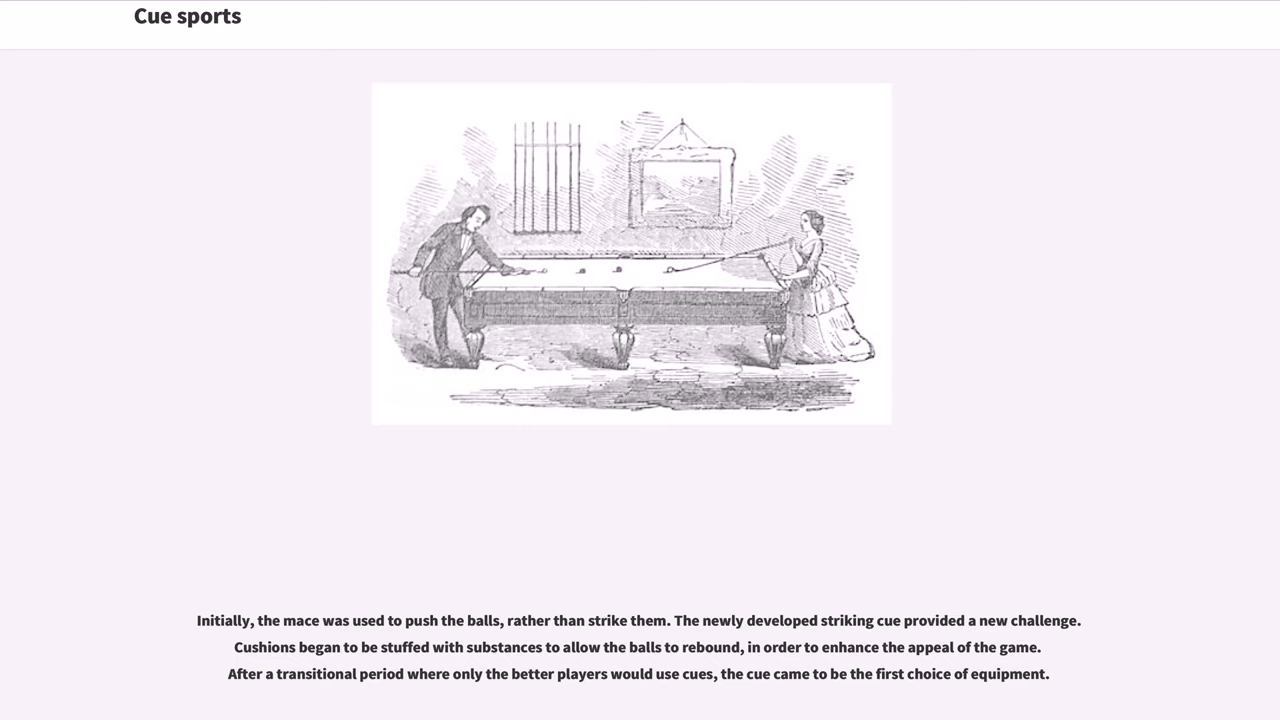 Cue sports
Initially, the mace was used to push the balls, rather than strike them. The newly developed striking cue provided a new challenge.
Cushions began to be stuffed with substances to allow the balls to rebound, in order to enhance the appeal of the game.
After a transitional period where only the better players would use cues, the cue came to be the first choice of equipment.